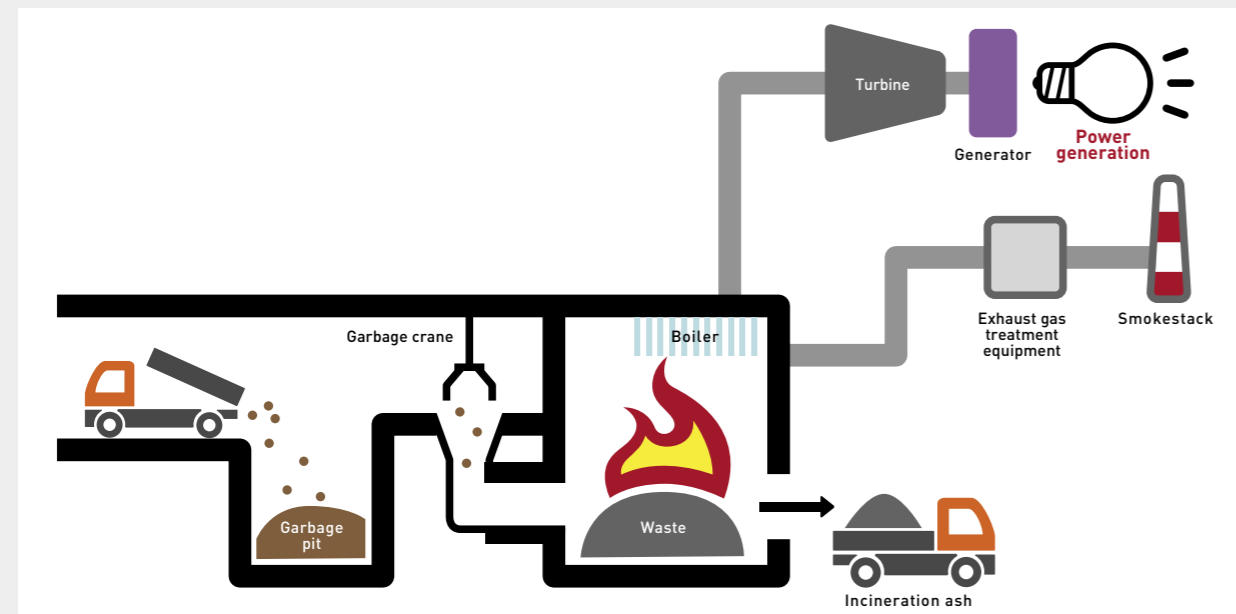 Turbine
Generator
Power
generation
Exhaust gas
treatment
equipment
Smokestack
Garbage crane
Boiler
Garbage
pit
Waste
Incineration ash